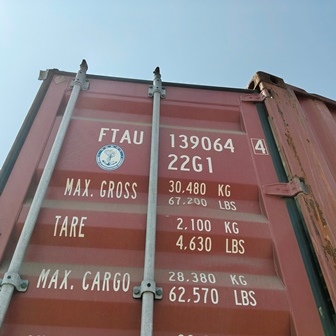 FTAU 139064 4
22G1
MAX. GROSS 30.480 KG
67,200 LBS
TARE 2.100 KG
4,630 LBS
MAX. CARGO 28.380 KG
62.570 LBS